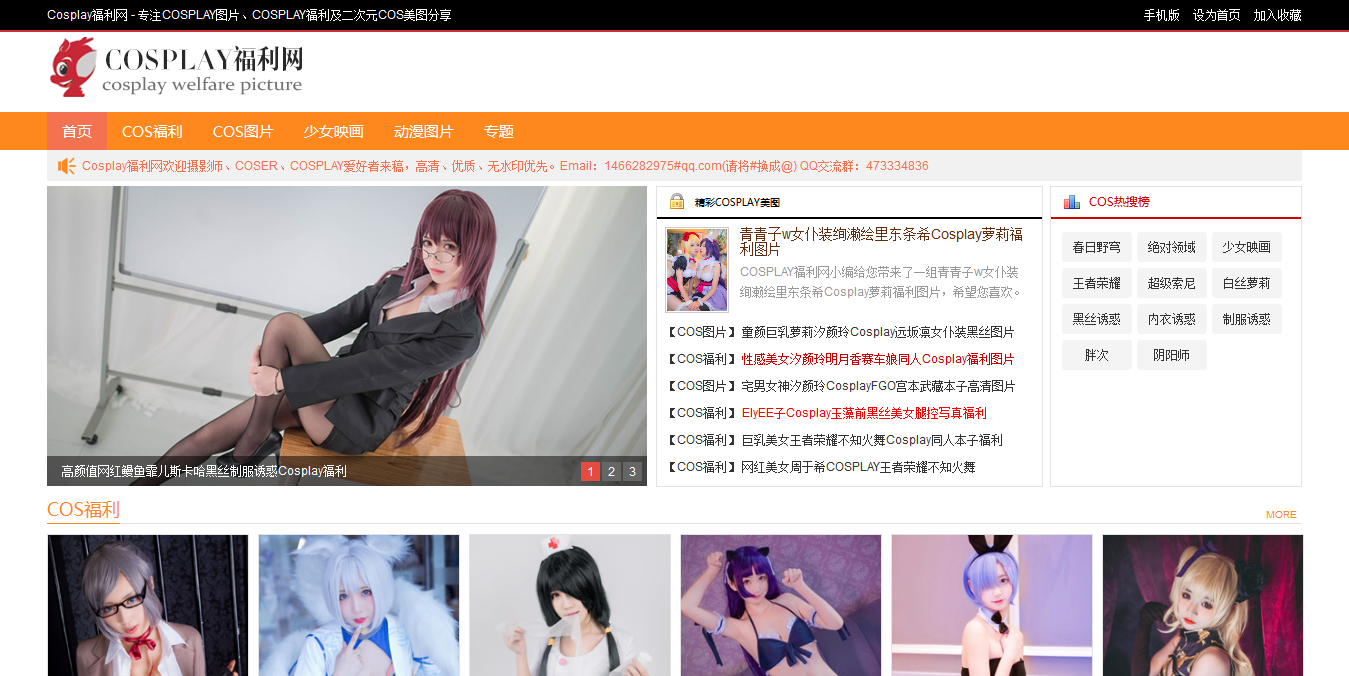 Cosplay福利网 - 专注COSPLAY图片、COSPLAY福利及二次元COS美图分享
手机版 设为首页 加入收藏
COSPLAY福利网
cosplay welfare picture
首页 COS福利 COS图片 少女映画 动漫图片 专题
Cosplay福利网欢迎摄影师、COSER、COSPLAY爱好者来稿，高清、优质、无水印优先。Email：1466282975#qq.com(请将#换成@) QQ交流群：473334836
高颜值网红鳗鱼霏儿斯卡哈黑丝制服诱惑Cosplay福利
1 2 3
精彩COSPLAY美图
青青子w女仆装绚濑绘里东条希Cosplay萝莉福
利图片
COSPLAY福利网小编给您带来了一组青青子w女仆装
绚濑绘里东条希Cosplay萝莉福利图片，希望您喜欢。
【COS图片】童颜巨乳萝莉汐颜玲Cosplay远坂凛女仆装黑丝图片
【COS福利】性感美女汐颜玲明月香赛车娘同人Cosplay福利图片
【COS图片】宅男女神汐颜玲CosplayFGO宫本武藏本子高清图片
【COS福利】ElyEE子Cosplay玉藻前黑丝美女腿控写真福利
【COS福利】巨乳美女王者荣耀不知火舞Cosplay同人本子福利
【COS福利】网红美女周于希COSPLAY王者荣耀不知火舞
COS热搜榜
春日野穹 绝对领域 少女映画
王者荣耀 超级索尼 白丝萝莉
黑丝诱惑 内衣诱惑 制服诱惑
胖次 阴阳师
COS福利
MORE